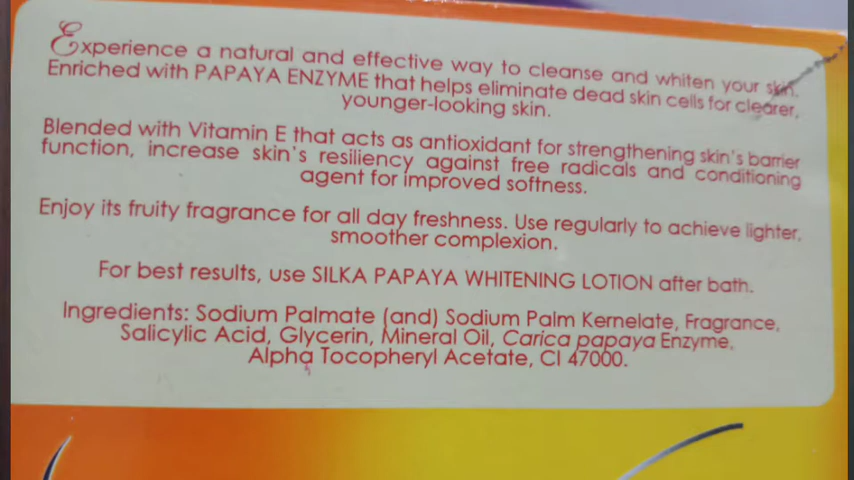 Experience a natural and effective way to cleanse and whiten your skin.
Enriched with PAPAYA ENZYME that helps eliminate dead skin cells for clearer,
younger-looking skin.
Blended with Vitamin E that acts as antioxidant for strengthening skin's barrier
function, increase skin's resiliency against free radicals and conditioning
agent for improved softness.
Enjoy its fruity fragrance for all day freshness. Use regularly to achieve lighter,
smoother complexion.
For best results, use SILKA PAPAYA WHITENING LOTION after bath.
Ingredients: Sodium Palmate (and) Sodium Palm Kernelate, Fragrance,
Salicylic Acid, Glycerin, Mineral Oil, Carica papaya Enzyme,
Alpha Tocopheryl Acetate, CI 47000.